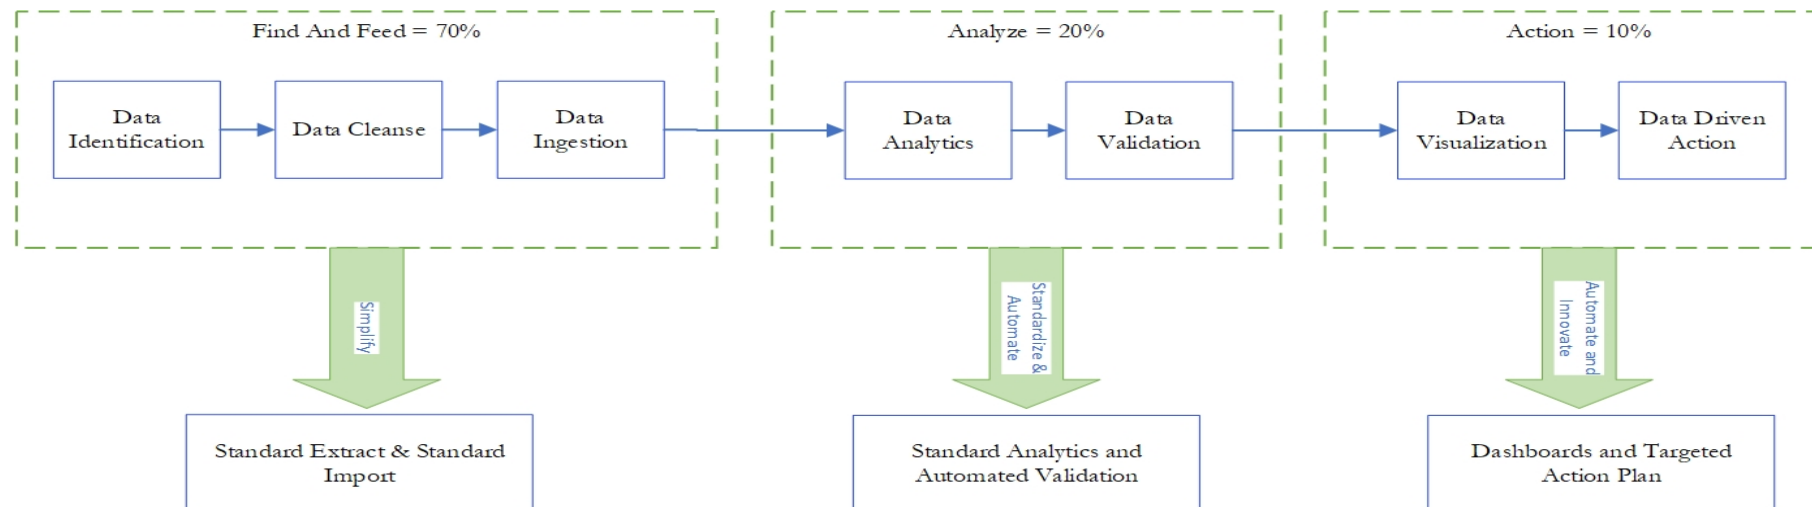 Find And Feed = 70%
Analyze = 20%
Action = 10%
Data
Identification
Data Cleanse
Data
Ingestion
Data
Analytics
Data
Validation
Data
Visualization
Data Driven
Action
Simplify
Standardize &
Automate
Automate and
Innovate
Standard Extract & Standard
Import
Standard Analytics and
Automated Validation
Dashboards and Targeted
Action Plan